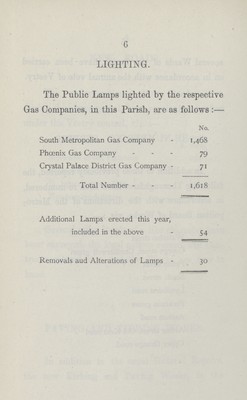 6
LIGHTING.
The Public Lamps lighted by the respective
Gas Companies, in this Parish, are as follows :—
No.
South Metropolitan Gas Company - 1,468
Phœnix Gas Company - - - 79
Crystal Palace District Gas Company - 71
Total Number - - - 1,618
Additional Lamps erected this year,
included in the above - 54
Removals and Alterations of Lamps - 30